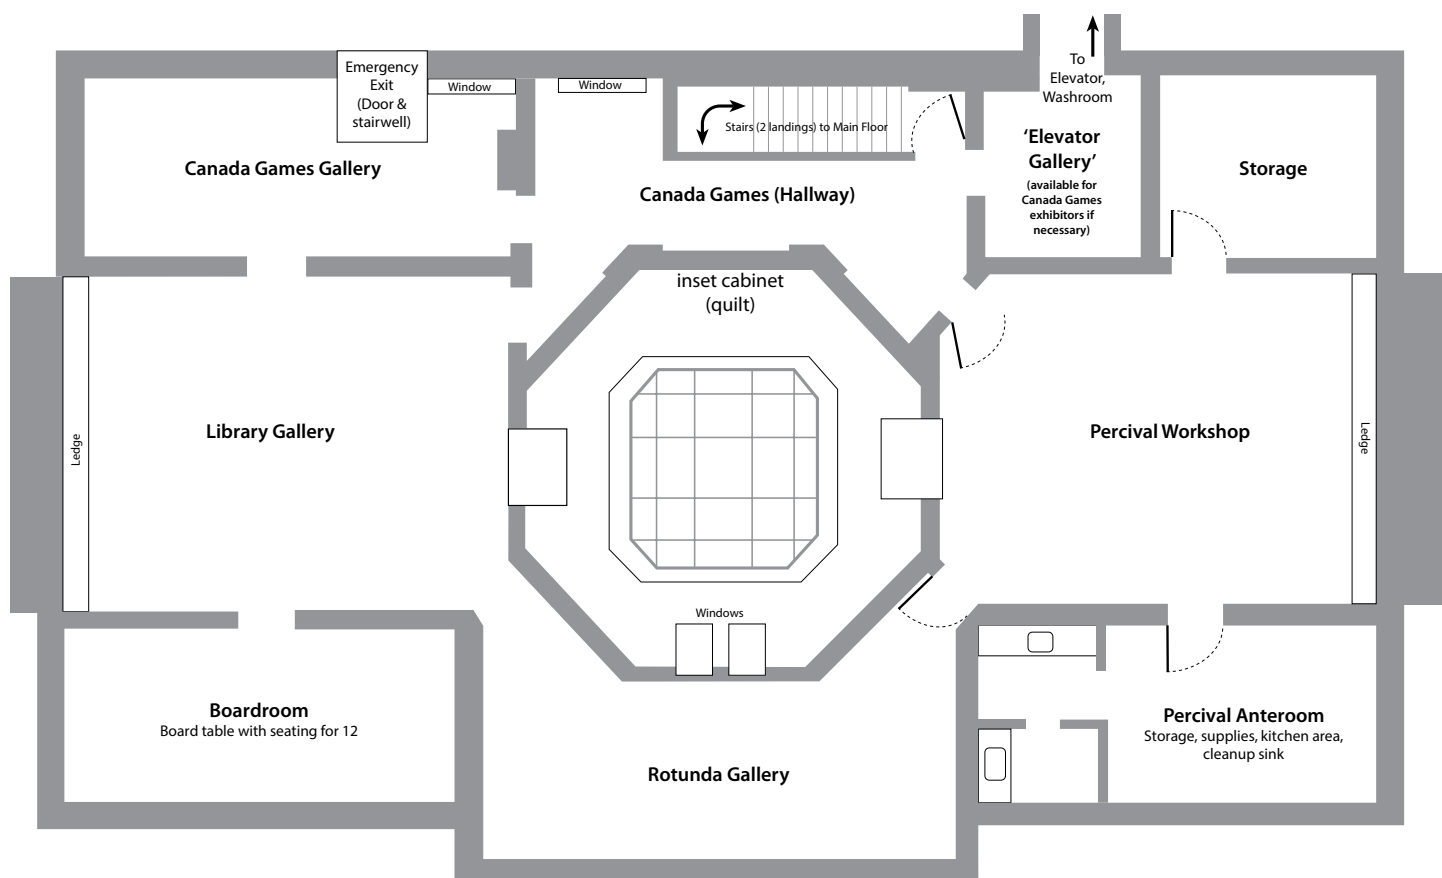 To
Elevator,
Washroom
Emergency
Exit
(Door &
stairwell)
Window
Window
Stairs (2 landings) to Main Floor
‘Elevator
Gallery’
(available for
Canada Games
exhibitors if
necessary)
Canada Games Gallery
Canada Games (Hallway)
Storage
inset cabinet
(quilt)
Ledge
Library Gallery
Percival Workshop
Ledge
Windows
Boardroom
Board table with seating for 12
Rotunda Gallery
Percival Anteroom
Storage, supplies, kitchen area,
cleanup sink